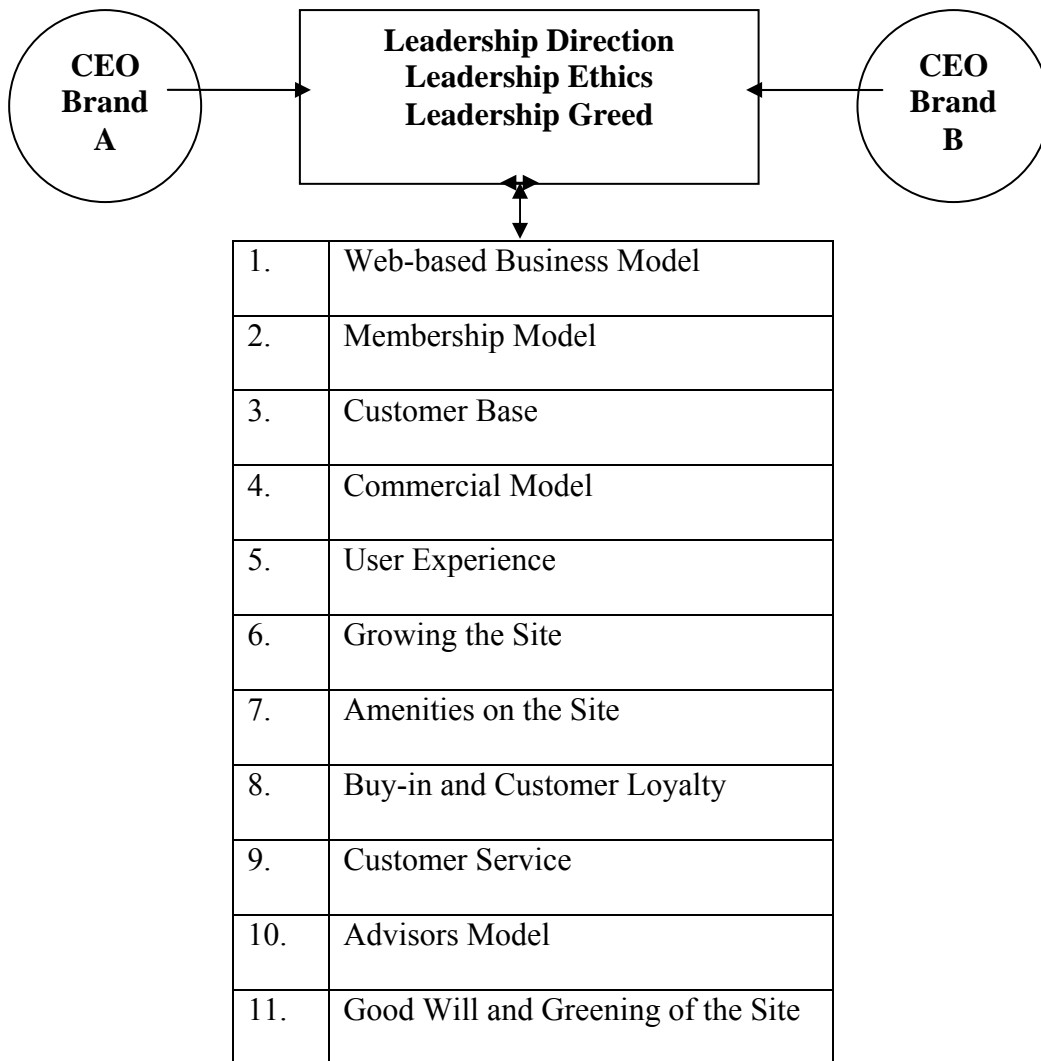 CEO
Brand
A
Leadership Direction
Leadership Ethics
Leadership Greed
CEO
Brand
B
1. Web-based Business Model
2. Membership Model
3. Customer Base
4. Commercial Model
5. User Experience
6. Growing the Site
7. Amenities on the Site
8. Buy-in and Customer Loyalty
9. Customer Service
10. Advisors Model
11. Good Will and Greening of the Site